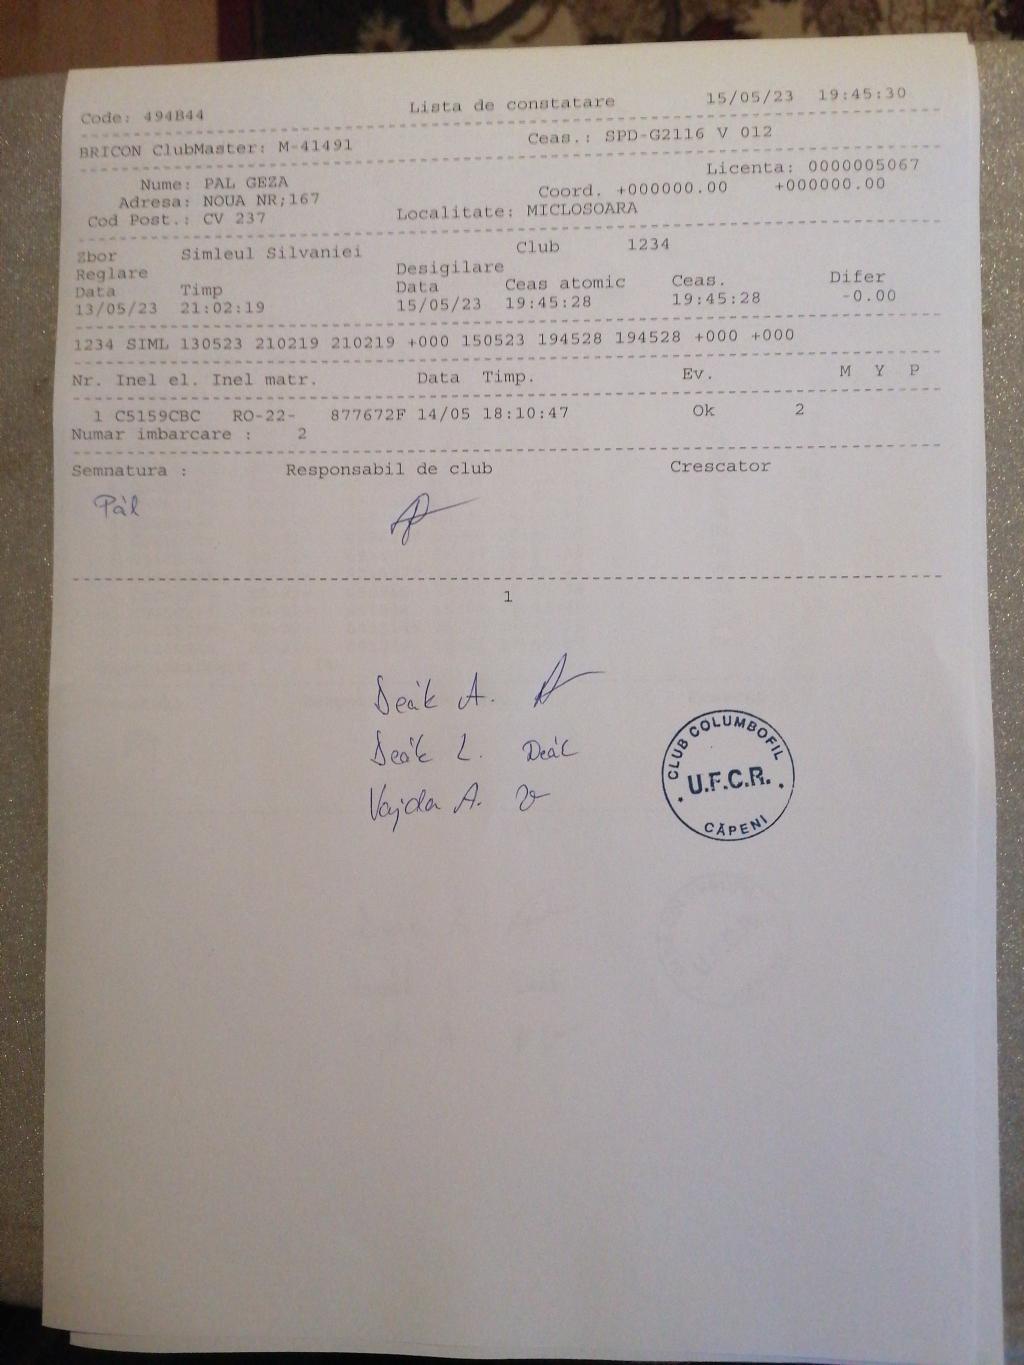 Code: 494B44 Lista de constatare 15/05/23 19:45:30
BRICON ClubMaster: M-41491 Ceas.: SPD-G2116 V 012
Licenta: 0000005067
Nume: PAL GEZA Coord. +000000.00 +000000.00
Adresa: NOUA NR;167
Cod Post.: CV 237 Localitate: MICLOSOARA
Zbor Simleul Silvaniei Club 1234
Reglare Desigilare
Data Timp Data Ceas atomic Ceas. Difer
13/05/23 21:02:19 15/05/23 19:45:28 19:45:28 -0.00
1234 SIML 130523 210219 210219 +000 150523 194528 194528 +000 +000
Nr. Inel el. Inel matr. Data Timp. Ev. M Y P
1 C5159CBC RO-22- 877672F 14/05 18:10:47 Ok 2
Numar imbarcare : 2
Semnatura : Responsabil de club Crescator
Pál
1
Deák A.
Deák L. Deák
Vajda A.
CLUB COLUMBOFIL
U.F.C.R.
CĂPENI